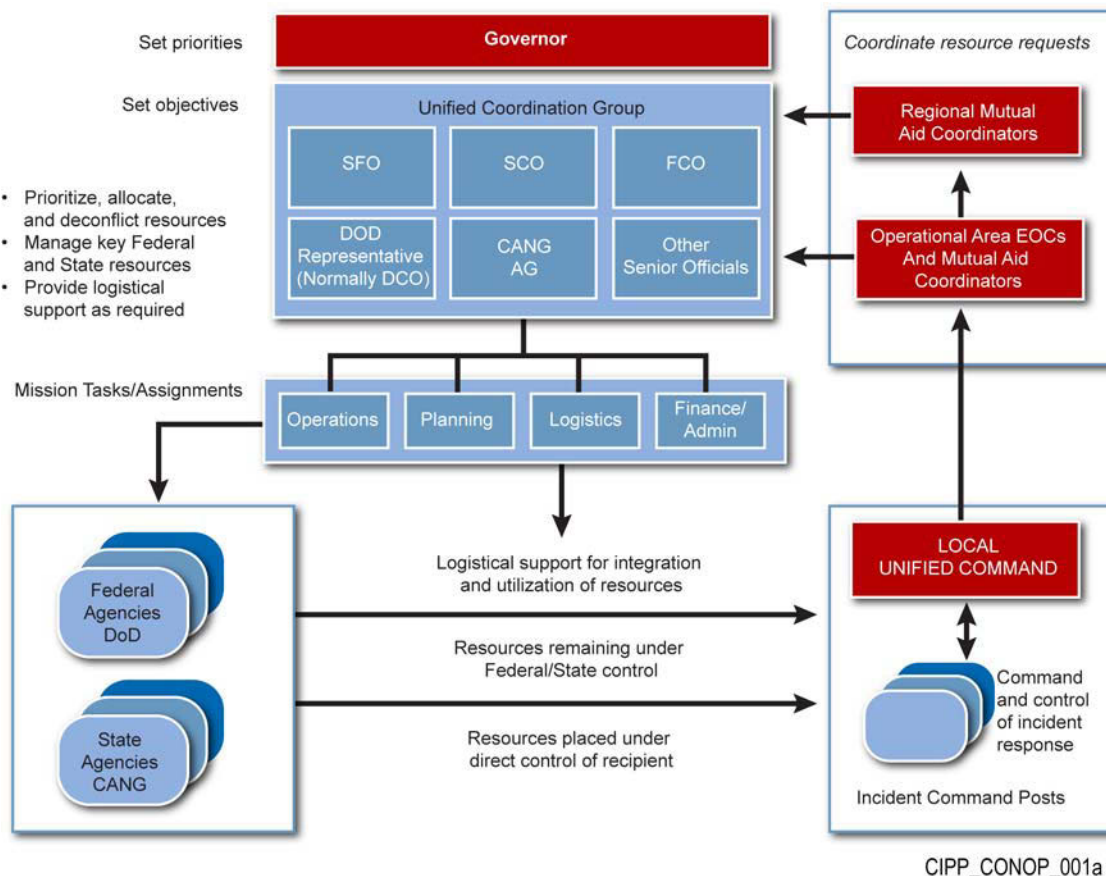 Set priorities
Governor
Coordinate resource requests
Set objectives
Unified Coordination Group
SFO
SCO
FCO
Regional Mutual
Aid Coordinators
• Prioritize, allocate,
and deconflict resources
• Manage key Federal
and State resources
• Provide logistical
support as required
DOD
Representative
(Normally DCO)
CANG
AG
Other
Senior Officials
Operational Area EOCs
And Mutual Aid
Coordinators
Mission Tasks/Assignments
Operations
Planning
Logistics
Finance/
Admin
Federal
Agencies
DoD
State
Agencies
CANG
Logistical support for integration
and utilization of resources
Resources remaining under
Federal/State control
Resources placed under
direct control of recipient
LOCAL
UNIFIED COMMAND
Command
and control
of incident
response
Incident Command Posts
CIPP_CONOP_001a